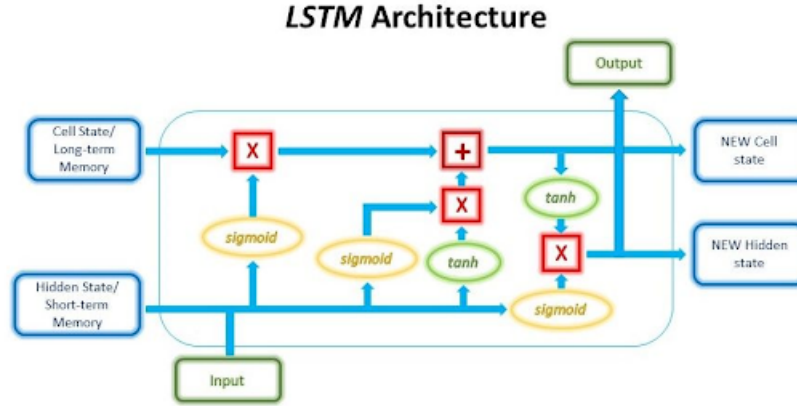 LSTM Architecture
Output
Cell State/
Long-term
Memory
X
+
NEW Cell
state
tanh
X
sigmoid
sigmoid
tanh
X
NEW Hidden
state
Hidden State/
Short-term
Memory
sigmoid
Input